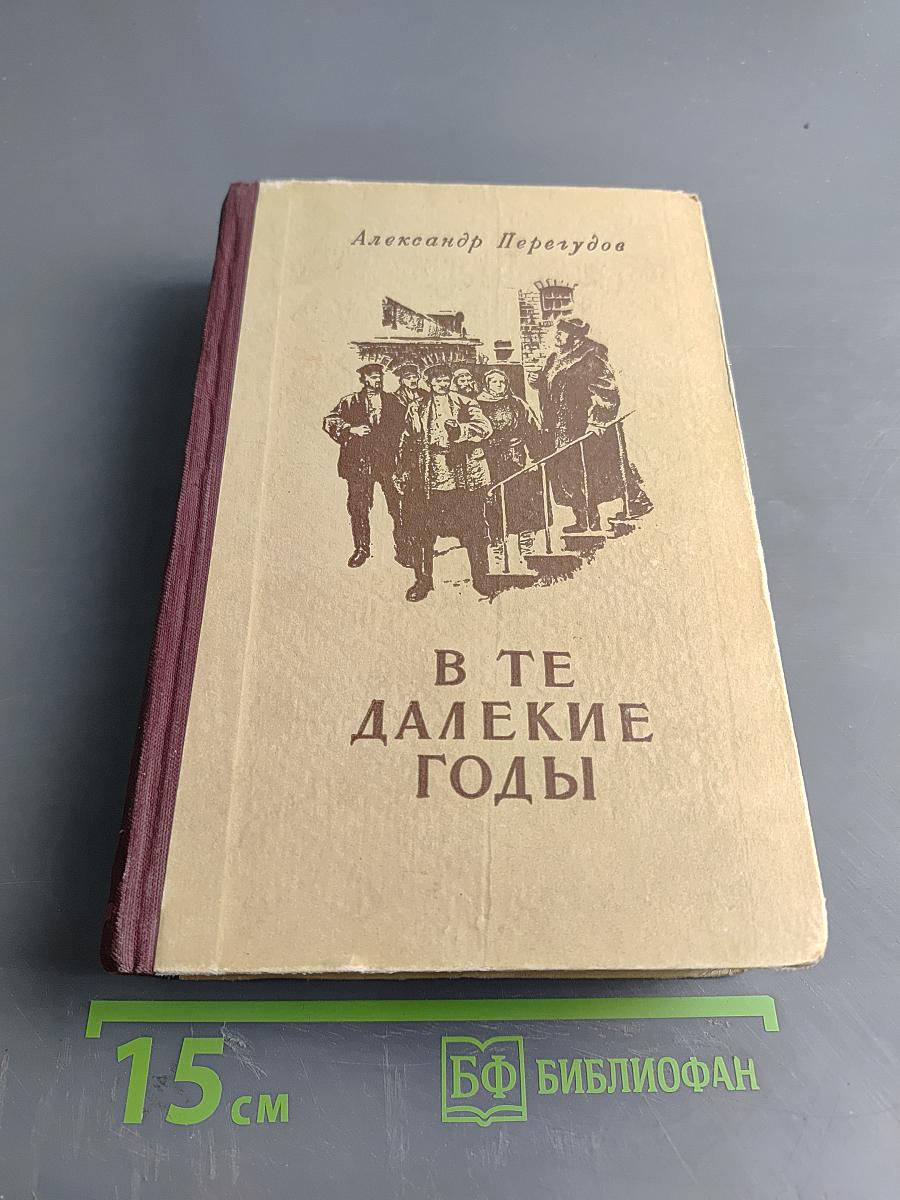 Александр Перегудов
В ТЕ
ДАЛЕКИЕ
ГОДЫ
15 см
БФ БИБЛИОФАН